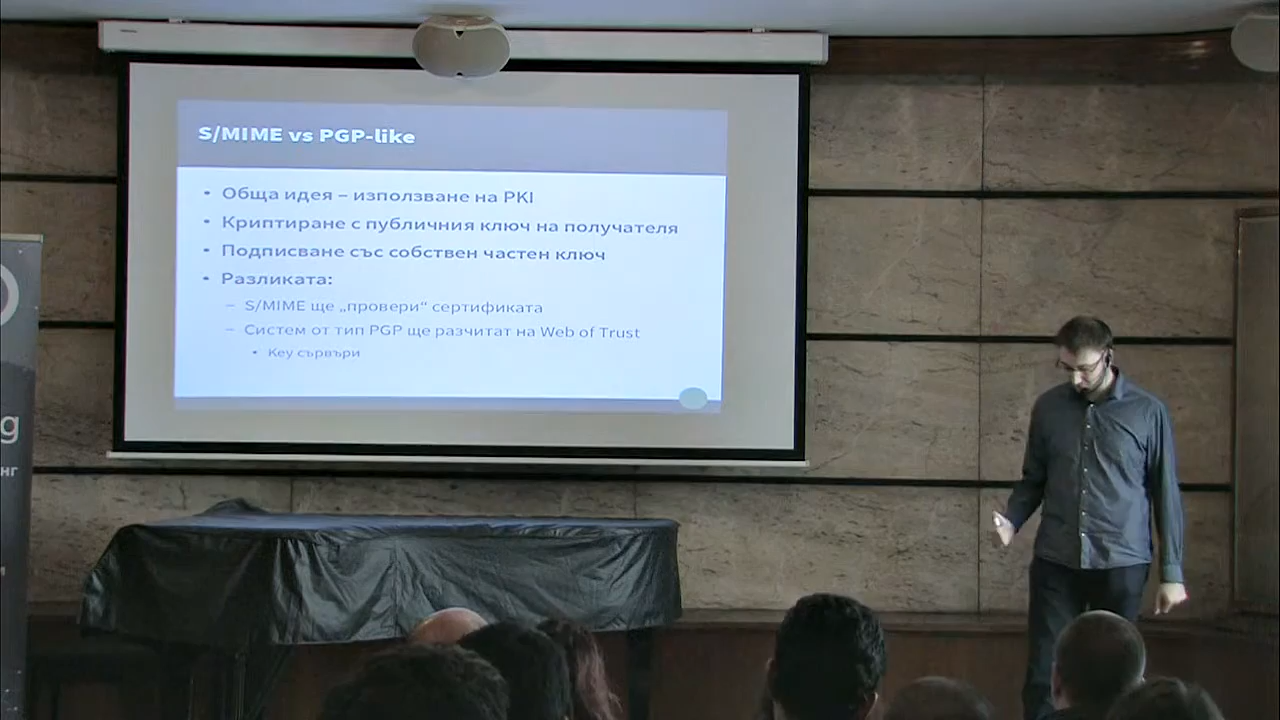 S/MIME vs PGP-like
• Обща идея – използване на PKI
• Криптиране с публичния ключ на получателя
• Подписване със собствен частен ключ
• Разликата:
– S/MIME ще „провери“ сертификата
– Систем от тип PGP ще разчитат на Web of Trust
• Key сървъри
g
нг